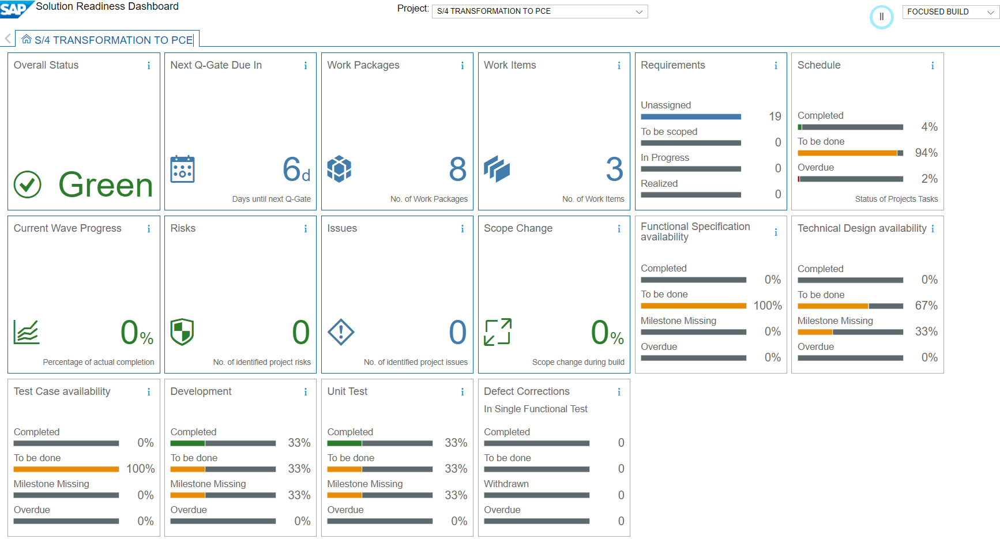 SAP
Solution Readiness Dashboard
Project:
S/4 TRANSFORMATION TO PCE
FOCUSED BUILD
S/4 TRANSFORMATION TO PCE
Overall Status
Green
Next Q-Gate Due In
6d
Days until next Q-Gate
Work Packages
8
No. of Work Packages
Work Items
3
No. of Work Items
Requirements
Unassigned
19
To be scoped
0
In Progress
0
Realized
0
Schedule
Completed
4%
To be done
94%
Overdue
2%
Status of Projects Tasks
Current Wave Progress
0%
Percentage of actual completion
Risks
0
No. of identified project risks
Issues
0
No. of identified project issues
Scope Change
0%
Scope change during build
Functional Specification
availability
Completed
0%
To be done
100%
Milestone Missing
0%
Overdue
0%
Technical Design availability
Completed
0%
To be done
67%
Milestone Missing
33%
Overdue
0%
Test Case availability
Completed
0%
To be done
100%
Milestone Missing
0%
Overdue
0%
Development
Completed
33%
To be done
33%
Milestone Missing
33%
Overdue
0%
Unit Test
Completed
33%
To be done
33%
Milestone Missing
33%
Overdue
0%
Defect Corrections
In Single Functional Test
Completed
0
To be done
0
Withdrawn
0
Overdue
0